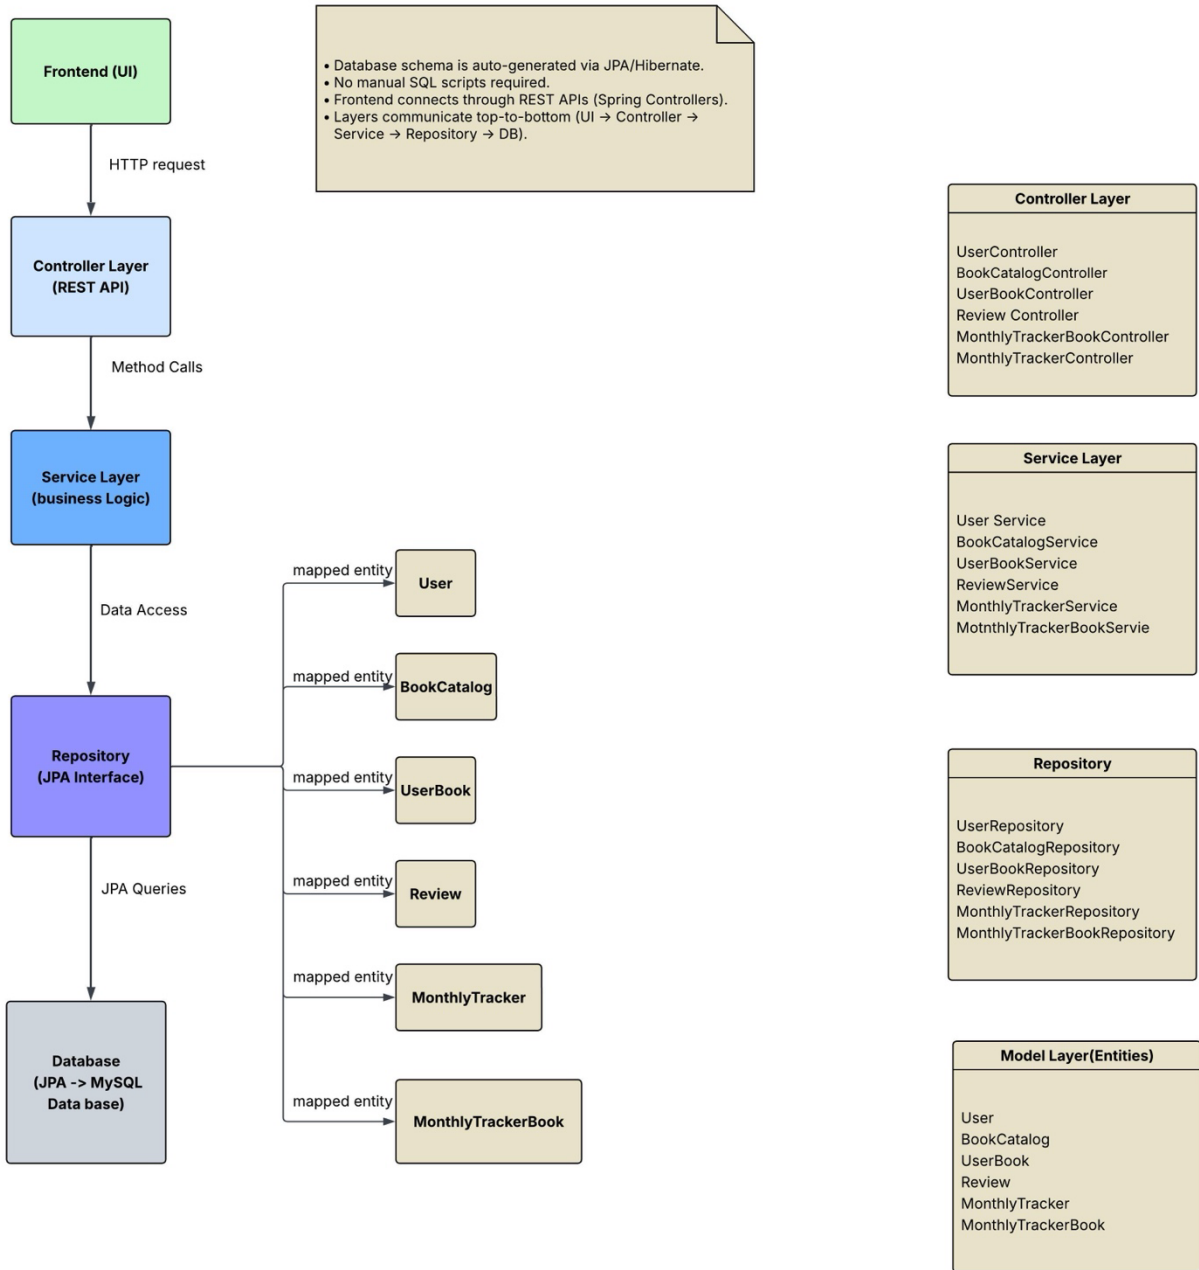 Frontend (UI)
• Database schema is auto-generated via JPA/Hibernate.
• No manual SQL scripts required.
• Frontend connects through REST APIs (Spring Controllers).
• Layers communicate top-to-bottom (UI → Controller →
Service → Repository → DB).
HTTP request
Controller Layer
(REST API)
Method Calls
Service Layer
(business Logic)
Data Access
Repository
(JPA Interface)
JPA Queries
Database
(JPA -> MySQL
Data base)
mapped entity
User
mapped entity
BookCatalog
mapped entity
UserBook
mapped entity
Review
mapped entity
MonthlyTracker
mapped entity
MonthlyTrackerBook
Controller Layer
UserController
BookCatalogController
UserBookController
Review Controller
MonthlyTrackerBookController
MonthlyTrackerController
Service Layer
User Service
BookCatalogService
UserBookService
ReviewService
MonthlyTrackerService
MotnthlyTrackerBookServie
Repository
UserRepository
BookCatalogRepository
UserBookRepository
ReviewRepository
MonthlyTrackerRepository
MonthlyTrackerBookRepository
Model Layer(Entities)
User
BookCatalog
UserBook
Review
MonthlyTracker
MonthlyTrackerBook